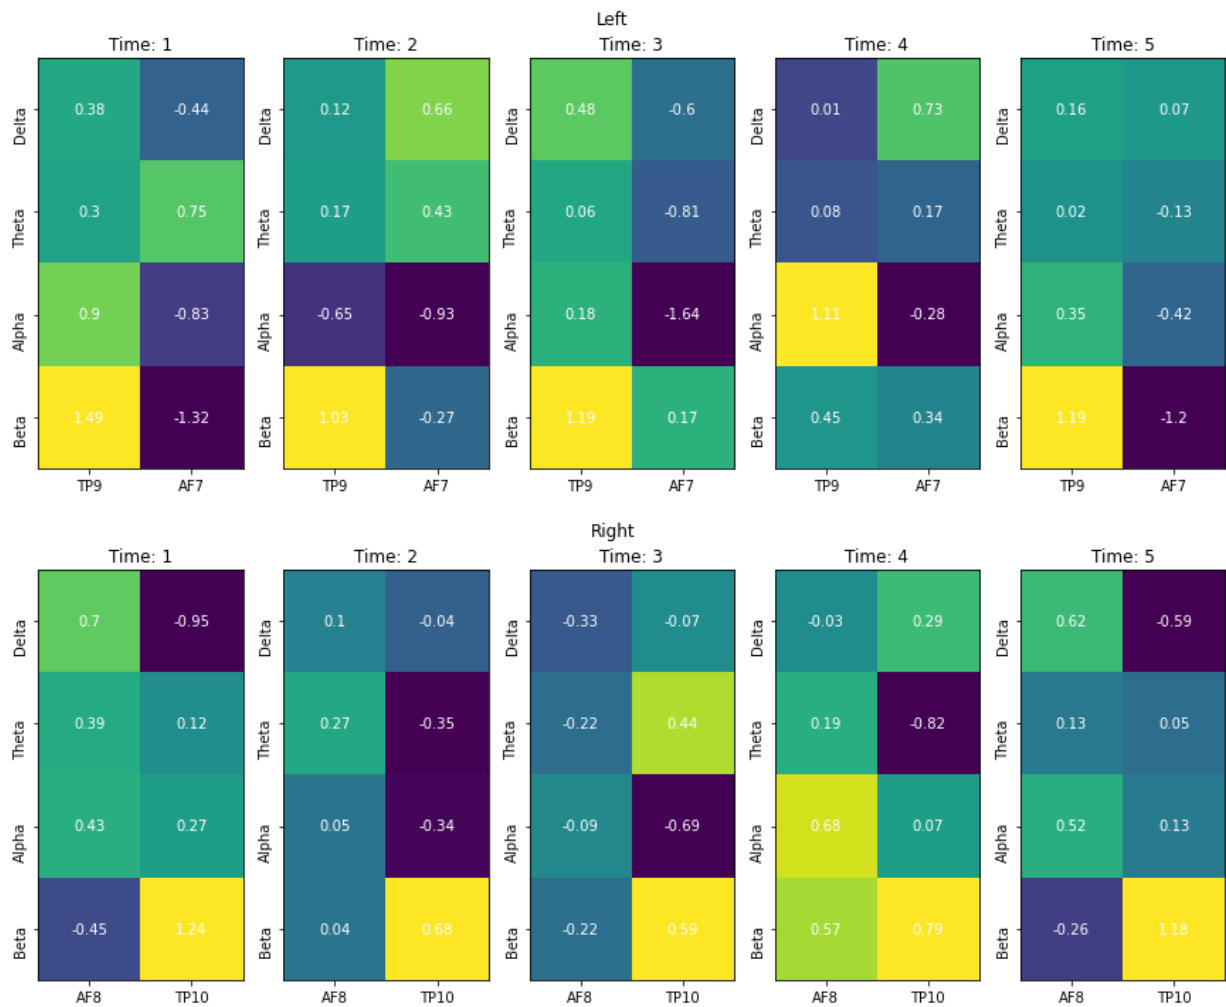 Left
Time: 1 Time: 2 Time: 3 Time: 4 Time: 5
Delta 0.38 -0.44 Delta 0.12 0.66 Delta 0.48 -0.6 Delta 0.01 0.73 Delta 0.16 0.07
Theta 0.3 0.75 Theta 0.17 0.43 Theta 0.06 -0.81 Theta 0.08 0.17 Theta 0.02 -0.13
Alpha 0.9 -0.83 Alpha -0.65 -0.93 Alpha 0.18 -1.64 Alpha 1.11 -0.28 Alpha 0.35 -0.42
Beta 1.49 -1.32 Beta 1.03 -0.27 Beta 1.19 0.17 Beta 0.45 0.34 Beta 1.19 -1.2
TP9 AF7 TP9 AF7 TP9 AF7 TP9 AF7 TP9 AF7
Right
Time: 1 Time: 2 Time: 3 Time: 4 Time: 5
Delta 0.7 -0.95 Delta 0.1 -0.04 Delta -0.33 -0.07 Delta -0.03 0.29 Delta 0.62 -0.59
Theta 0.39 0.12 Theta 0.27 -0.35 Theta -0.22 0.44 Theta 0.19 -0.82 Theta 0.13 0.05
Alpha 0.43 0.27 Alpha 0.05 -0.34 Alpha -0.09 -0.69 Alpha 0.68 0.07 Alpha 0.52 0.13
Beta -0.45 1.24 Beta 0.04 0.68 Beta -0.22 0.59 Beta 0.57 0.79 Beta -0.26 1.18
AF8 TP10 AF8 TP10 AF8 TP10 AF8 TP10 AF8 TP10